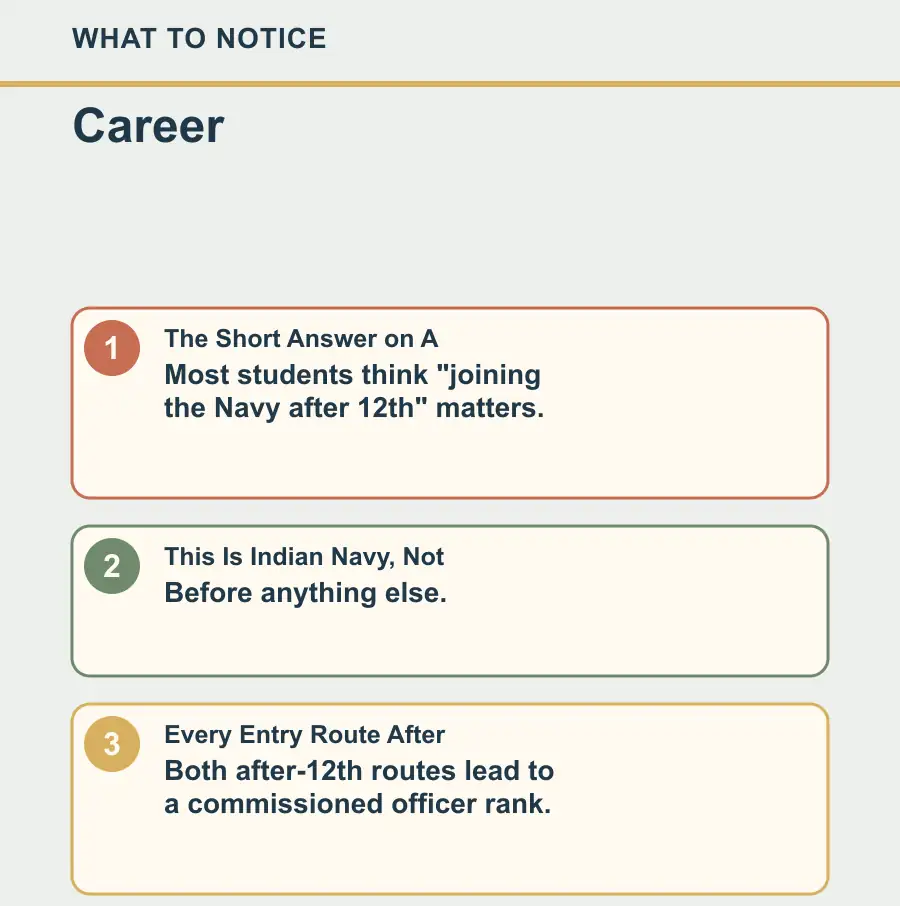 WHAT TO NOTICE
Career
1
The Short Answer on A
Most students think "joining
the Navy after 12th" matters.
2
This Is Indian Navy, Not
Before anything else.
3
Every Entry Route After
Both after-12th routes lead to
a commissioned officer rank.